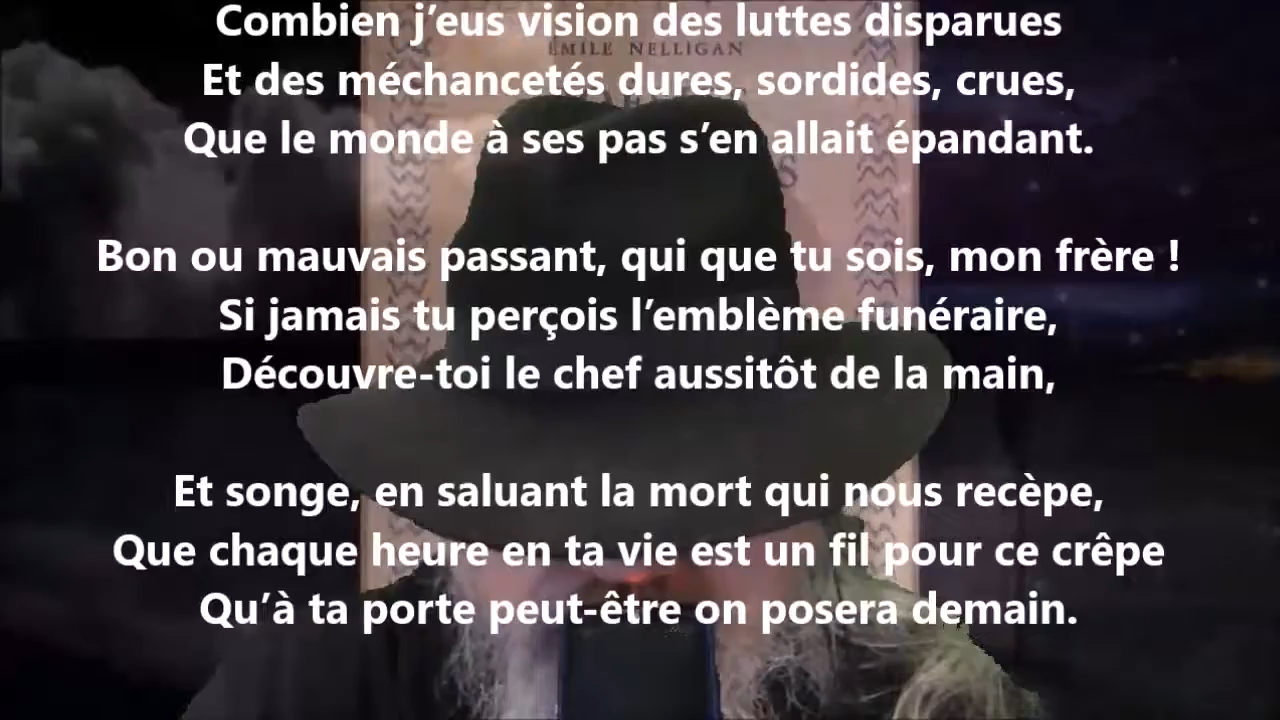 Combien j’eus vision des luttes disparues
ÉMILE NELLIGAN
Et des méchancetés dures, sordides, crues,
Que le monde à ses pas s’en allait épandant.
Bon ou mauvais passant, qui que tu sois, mon frère !
Si jamais tu perçois l’emblème funéraire,
Découvre-toi le chef aussitôt de la main,
Et songe, en saluant la mort qui nous recèpe,
Que chaque heure en ta vie est un fil pour ce crêpe
Qu’à ta porte peut-être on posera demain.